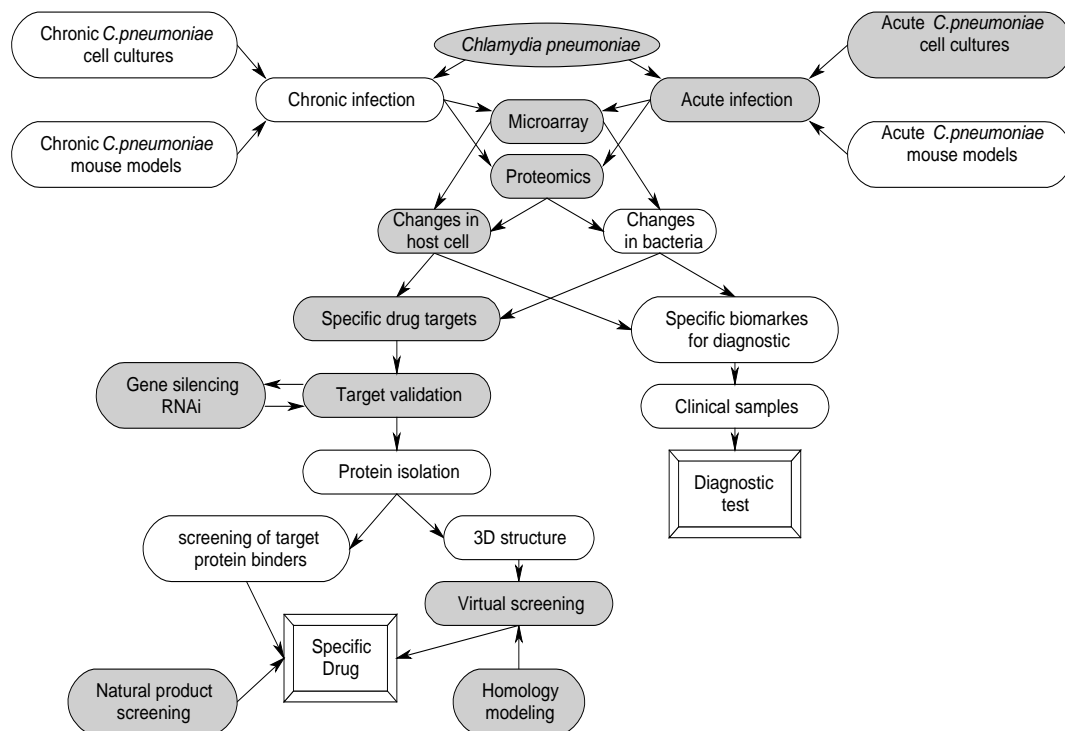 Chronic C.pneumoniae
cell cultures
Chlamydia pneumoniae
Acute C.pneumoniae
cell cultures
Chronic infection
Acute infection
Microarray
Chronic C.pneumoniae
mouse models
Acute C.pneumoniae
mouse models
Proteomics
Changes in
host cell
Changes
in bacteria
Specific drug targets
Specific biomarkes
for diagnostic
Gene silencing
RNAi
Target validation
Clinical samples
Protein isolation
Diagnostic
test
screening of target
protein binders
3D structure
Virtual screening
Specific
Drug
Natural product
screening
Homology
modeling